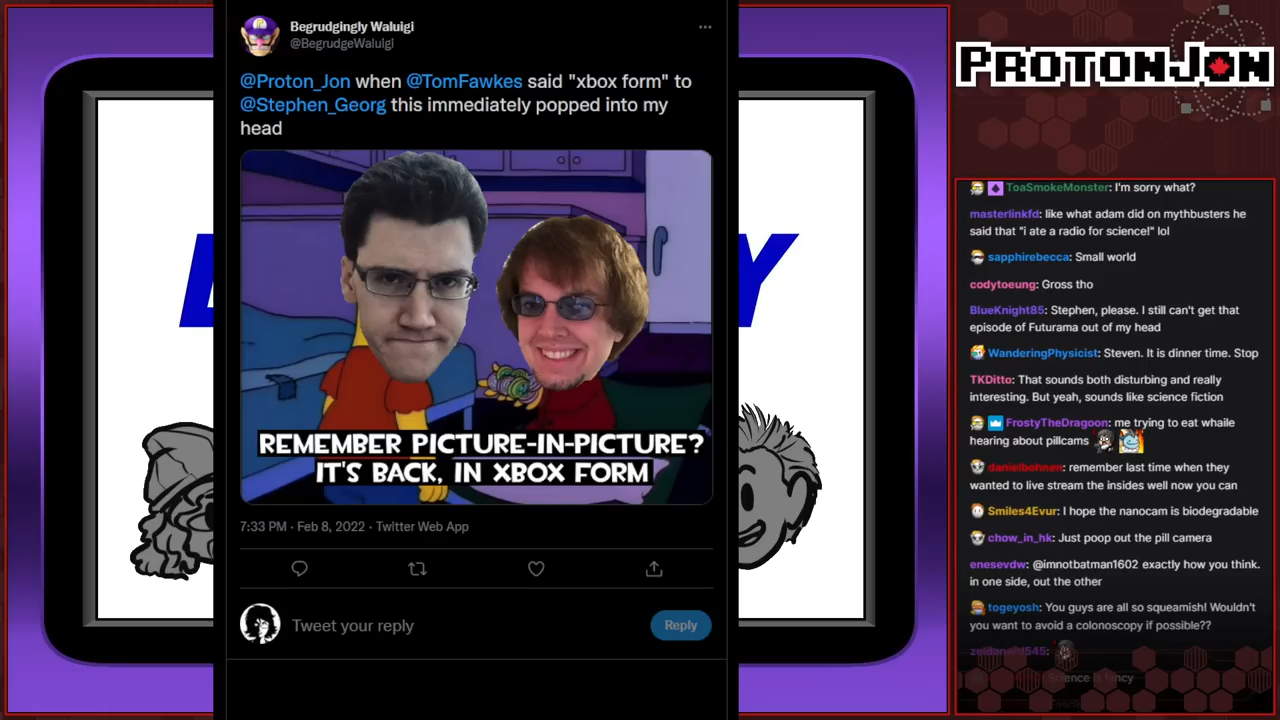 Begrudgingly Waluigi
@BegrudgeWaluigi
@Proton_Jon when @TomFawkes said "xbox form" to
@Stephen_Georg this immediately popped into my
head
REMEMBER PICTURE-IN-PICTURE?
IT'S BACK, IN XBOX FORM
7:33 PM · Feb 8, 2022 · Twitter Web App
Tweet your reply
Reply
Y
PROTONJON
ToaSmokeMonster: I'm sorry what?
masterlinkfd: like what adam did on mythbusters he
said that "i ate a radio for science!" lol
sapphirebecca: Small world
codytoeung: Gross tho
BlueKnight85: Stephen, please. I still can't get that
episode of Futurama out of my head
WanderingPhysicist: Steven. It is dinner time. Stop
TKDitto: That sounds both disturbing and really
interesting. But yeah, sounds like science fiction
FrostyTheDragoon: me trying to eat whaile
hearing about pillcams
danielbohnen: remember last time when they
wanted to live stream the insides well now you can
Smiles4Evur: I hope the nanocam is biodegradable
chow_in_hk: Just poop out the pill camera
enesevdw: @imnotbatman1602 exactly how you think.
in one side, out the other
togeyosh: You guys are all so squeamish! Wouldn't
you want to avoid a colonoscopy if possible??
Science is fancy